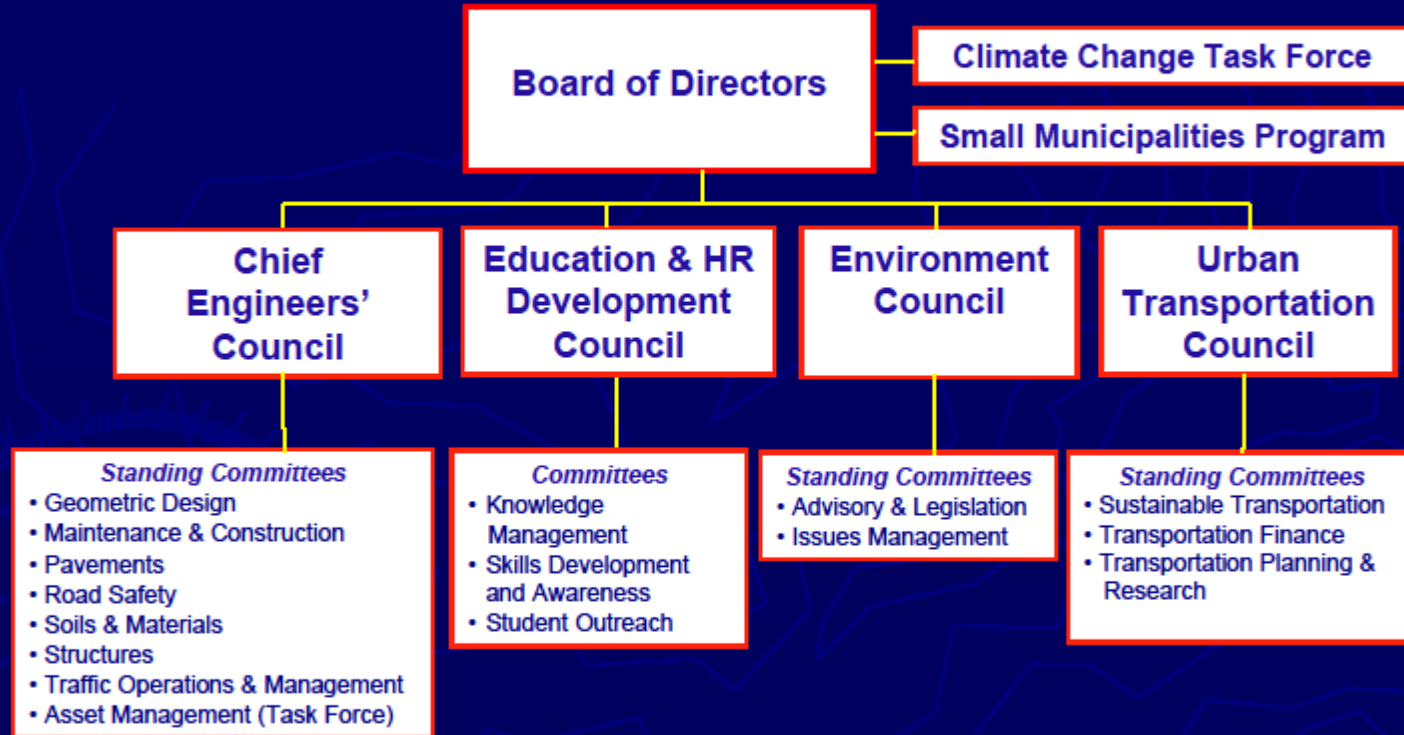 Board of Directors
Climate Change Task Force
Small Municipalities Program
Chief
Engineers’
Council
Education & HR
Development
Council
Environment
Council
Urban
Transportation
Council
Standing Committees
• Geometric Design
• Maintenance & Construction
• Pavements
• Road Safety
• Soils & Materials
• Structures
• Traffic Operations & Management
• Asset Management (Task Force)
Committees
• Knowledge
Management
• Skills Development
and Awareness
• Student Outreach
Standing Committees
• Advisory & Legislation
• Issues Management
Standing Committees
• Sustainable Transportation
• Transportation Finance
• Transportation Planning &
Research